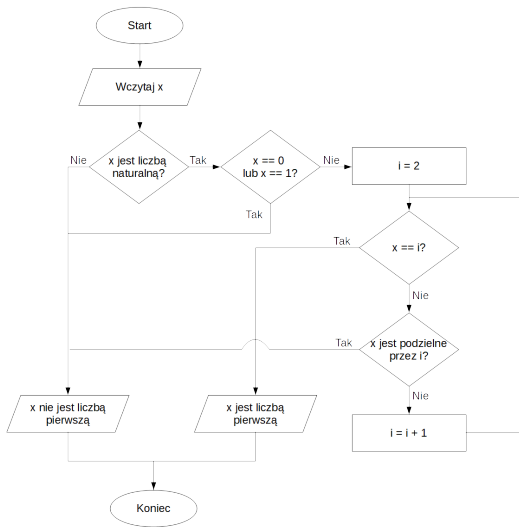 Start
Wczytaj x
x jest liczbą
naturalną?
Nie
Tak
x == 0
lub x == 1?
Nie
Tak
i = 2
x == i?
Tak
Nie
x jest podzielne
przez i?
Tak
Nie
x nie jest liczbą
pierwszą
x jest liczbą
pierwszą
i = i + 1
Koniec